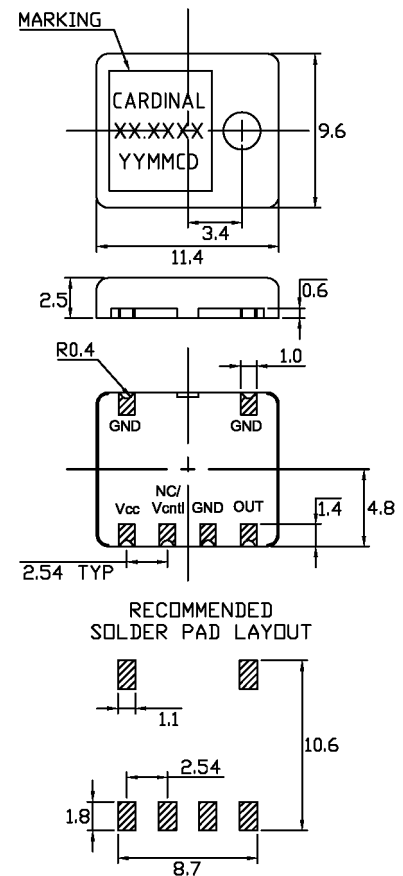 MARKING
CARDINAL
XX.XXXX
YYMMCD
9.6
3.4
11.4
2.5
0.6
R0.4
1.0
GND
GND
NC/
Vcc Vcntl GND OUT
1.4
4.8
2.54 TYP
RECOMMENDED
SOLDER PAD LAYOUT
1.1
10.6
2.54
1.8
8.7